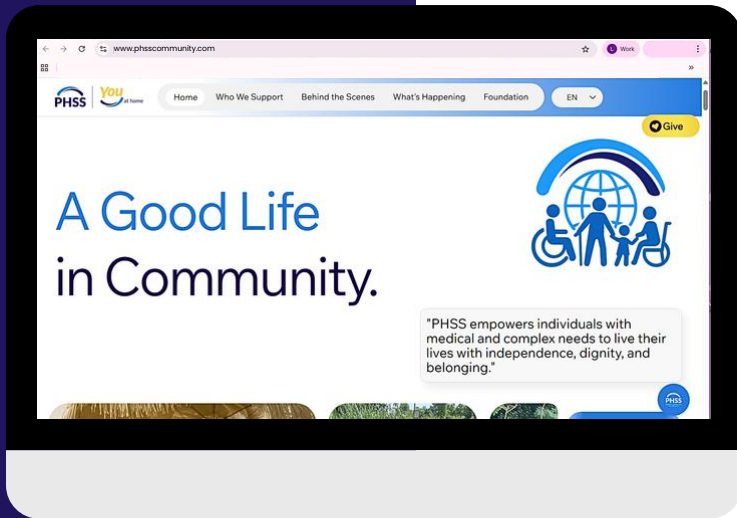 www.phsscommunity.com
L Work
PHSS You at home Home Who We Support Behind the Scenes What's Happening Foundation EN
Give
A Good Life
in Community.
"PHSS empowers individuals with
medical and complex needs to live their
lives with independence, dignity, and
belonging."
PHSS